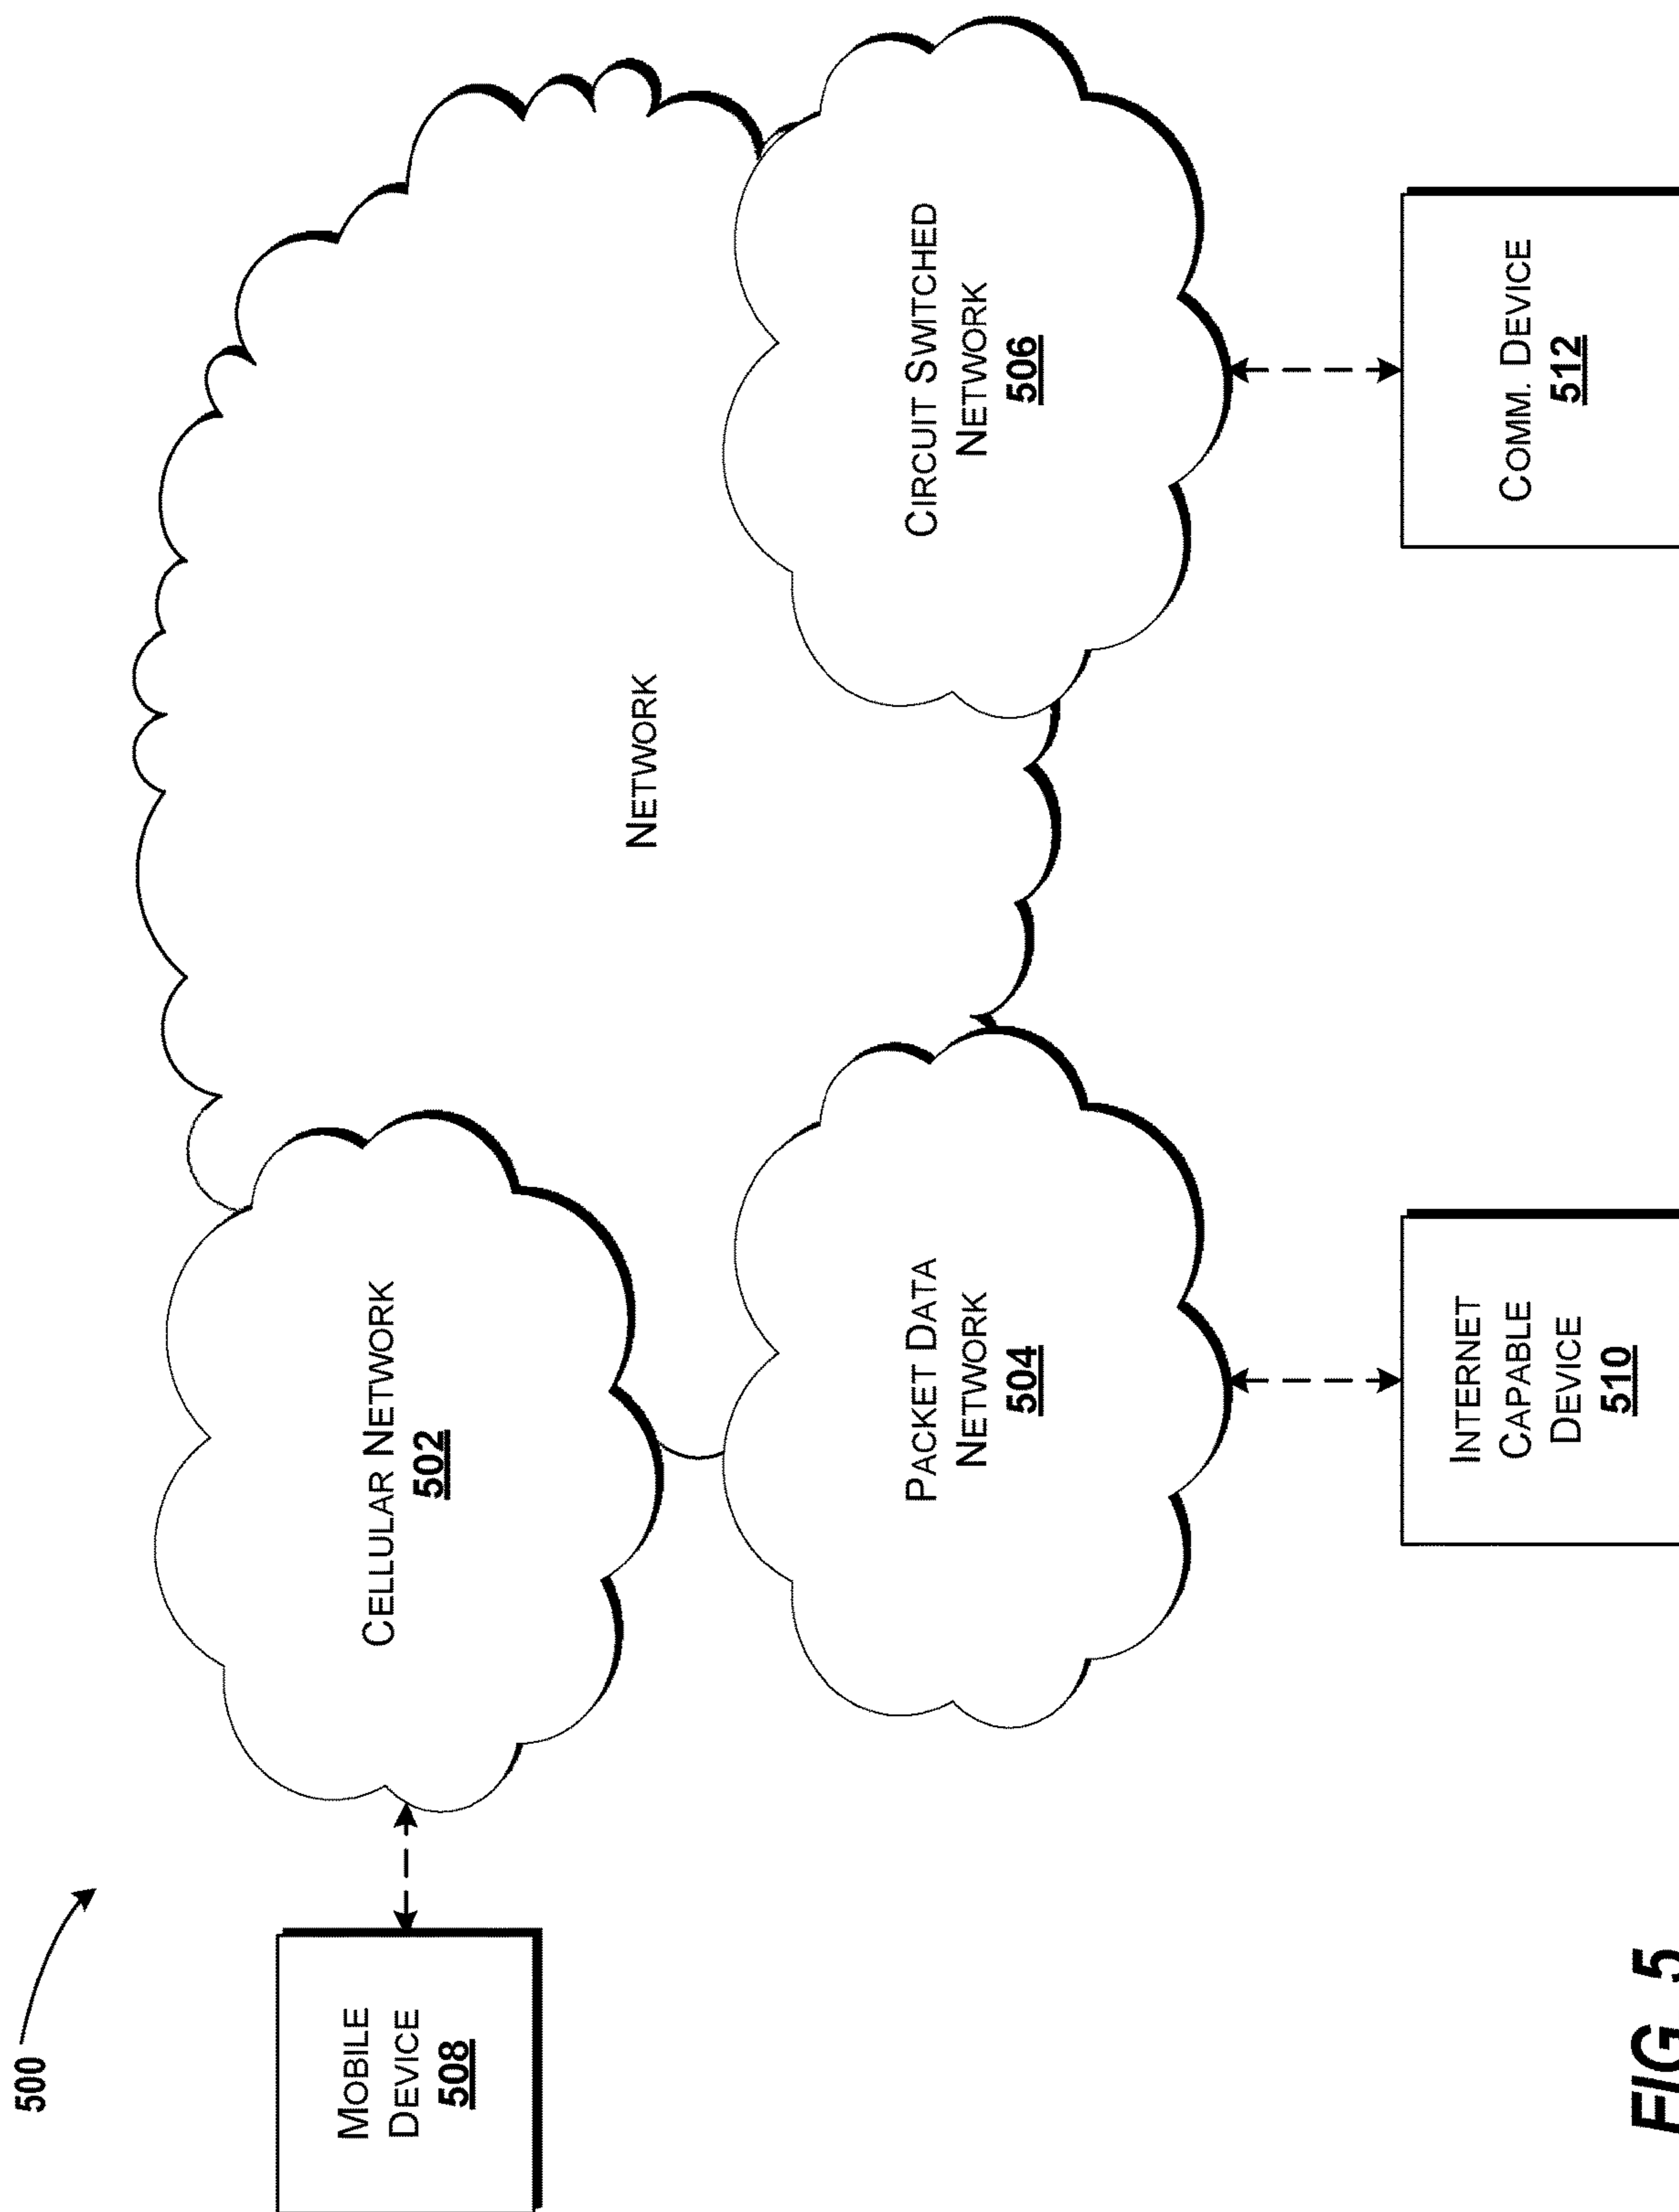 500
MOBILE
DEVICE
508
CELLULAR NETWORK
502
NETWORK
PACKET DATA
NETWORK
504
CIRCUIT SWITCHED
NETWORK
506
INTERNET
CAPABLE
DEVICE
510
COMM. DEVICE
512
FIG. 5